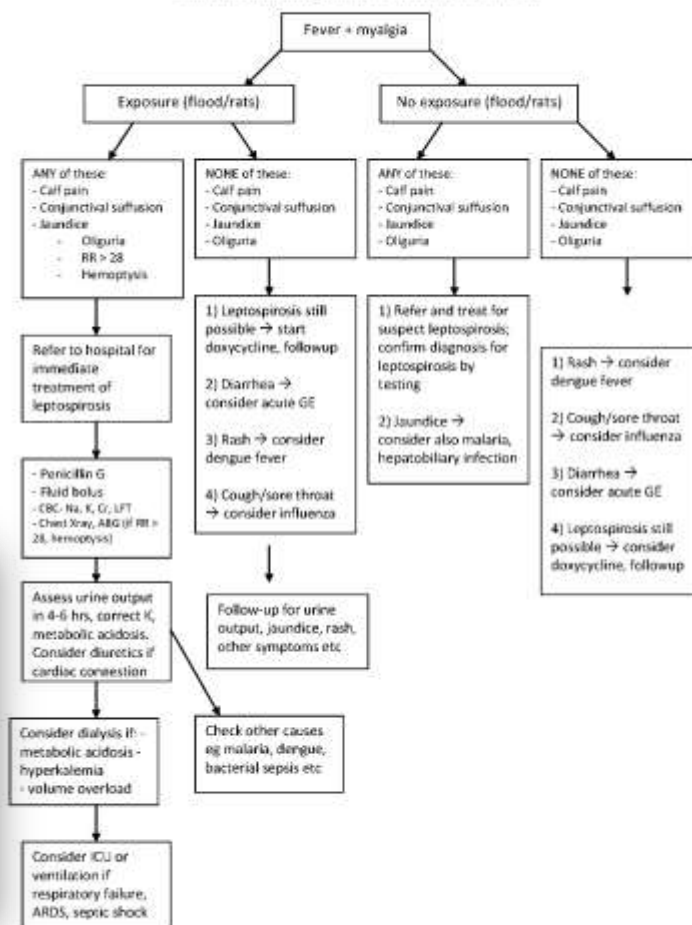 Fever + myalgia
Exposure (flood/rats)
No exposure (flood/rats)
ANY of these:
- Calf pain
- Conjunctival suffusion
- Jaundice
- Oliguria
- RR > 28
- Hemoptysis
NONE of these:
- Calf pain
- Conjunctival suffusion
- Jaundice
- Oliguria
ANY of these:
- Calf pain
- Conjunctival suffusion
- Jaundice
- Oliguria
NONE of these:
- Calf pain
- Conjunctival suffusion
- Jaundice
- Oliguria
Refer to hospital for
immediate
treatment of
leptospirosis
1) Leptospirosis still
possible → start
doxycycline, followup
2) Diarrhea →
consider acute GE
3) Rash → consider
dengue fever
4) Cough/sore throat
→ consider influenza
1) Refer and treat for
suspect leptospirosis;
confirm diagnosis for
leptospirosis by
testing
2) Jaundice →
consider also malaria,
hepatobiliary infection
1) Rash → consider
dengue fever
2) Cough/sore throat
→ consider influenza
3) Diarrhea →
consider acute GE
4) Leptospirosis still
possible → consider
doxycycline, followup
- Penicillin G
- Fluid bolus
- CBC- Na, K, Cr, LFT
- Chest Xray, ABG (if RR >
28, hemoptysis)
Assess urine output
in 4-6 hrs, correct K,
metabolic acidosis.
Consider diuretics if
cardiac
Follow-up for urine
output, jaundice, rash,
other symptoms etc
Consider dialysis if: -
metabolic acidosis -
hyperkalemia
- volume overload
Check other causes
eg malaria, dengue,
bacterial sepsis etc
Consider ICU or
ventilation if
respiratory failure,
ARDS, septic shock